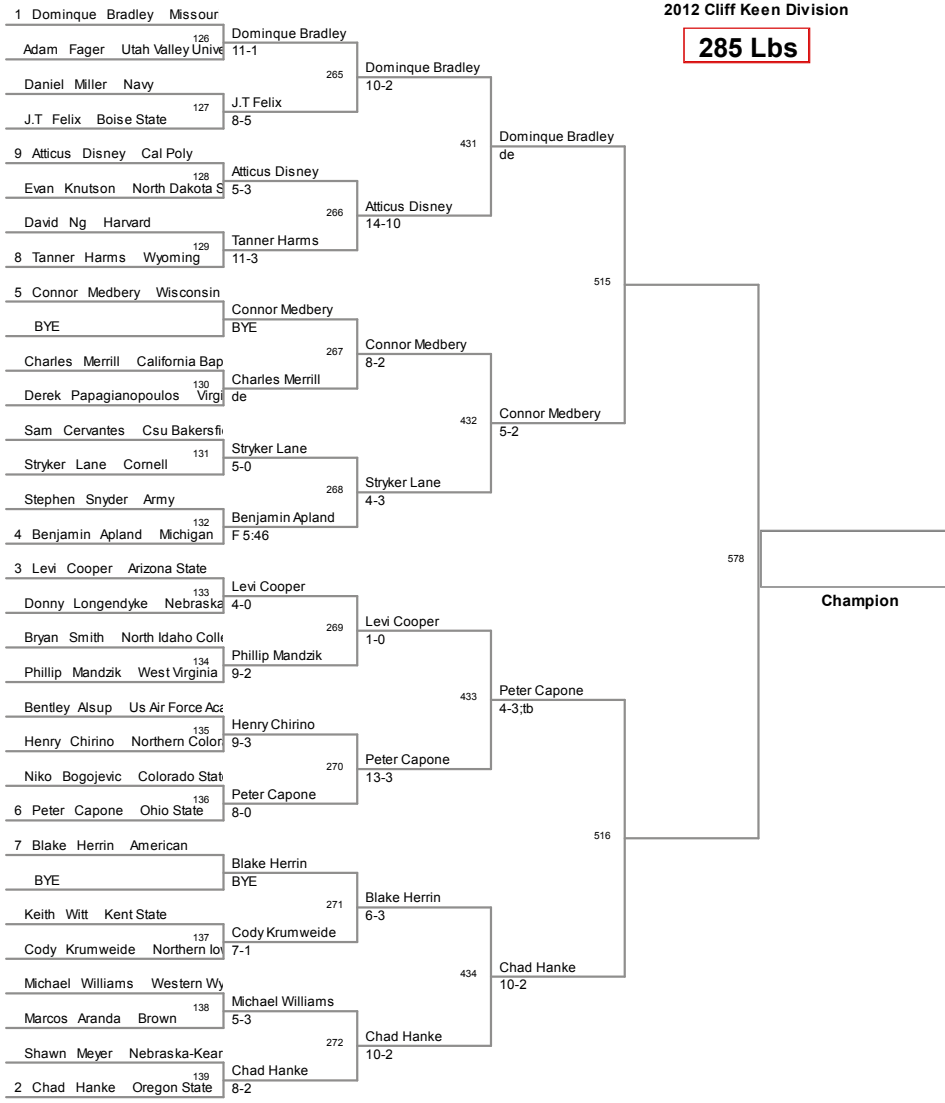 2012 Cliff Keen Division
285 Lbs
1 Dominque Bradley Missour
126
Adam Fager Utah Valley Unive
Dominque Bradley
11-1
Daniel Miller Navy
127
J.T Felix Boise State
J.T Felix
8-5
265
Dominque Bradley
10-2
9 Atticus Disney Cal Poly
128
Evan Knutson North Dakota S
Atticus Disney
5-3
David Ng Harvard
129
8 Tanner Harms Wyoming
Tanner Harms
11-3
266
Atticus Disney
14-10
431
Dominque Bradley
de
5 Connor Medbery Wisconsin
BYE
Connor Medbery
BYE
Charles Merrill California Bap
130
Derek Papagianopoulos Virgi
Charles Merrill
de
267
Connor Medbery
8-2
Sam Cervantes Csu Bakersfi
131
Stryker Lane Cornell
Stryker Lane
5-0
Stephen Snyder Army
132
4 Benjamin Apland Michigan
Benjamin Apland
F 5:46
268
Stryker Lane
4-3
432
Connor Medbery
5-2
515
3 Levi Cooper Arizona State
133
Donny Longendyke Nebraska
Levi Cooper
4-0
Bryan Smith North Idaho Colle
134
Phillip Mandzik West Virginia
Phillip Mandzik
9-2
269
Levi Cooper
1-0
Bentley Alsup Us Air Force Aca
135
Henry Chirino Northern Color
Henry Chirino
9-3
Niko Bogojevic Colorado Stat
136
6 Peter Capone Ohio State
Peter Capone
8-0
270
Peter Capone
13-3
433
Peter Capone
4-3;tb
7 Blake Herrin American
BYE
Blake Herrin
BYE
Keith Witt Kent State
137
Cody Krumweide Northern Iow
Cody Krumweide
7-1
271
Blake Herrin
6-3
Michael Williams Western Wy
138
Marcos Aranda Brown
Michael Williams
5-3
Shawn Meyer Nebraska-Kear
139
2 Chad Hanke Oregon State
Chad Hanke
8-2
272
Chad Hanke
10-2
434
Chad Hanke
10-2
516
578
Champion